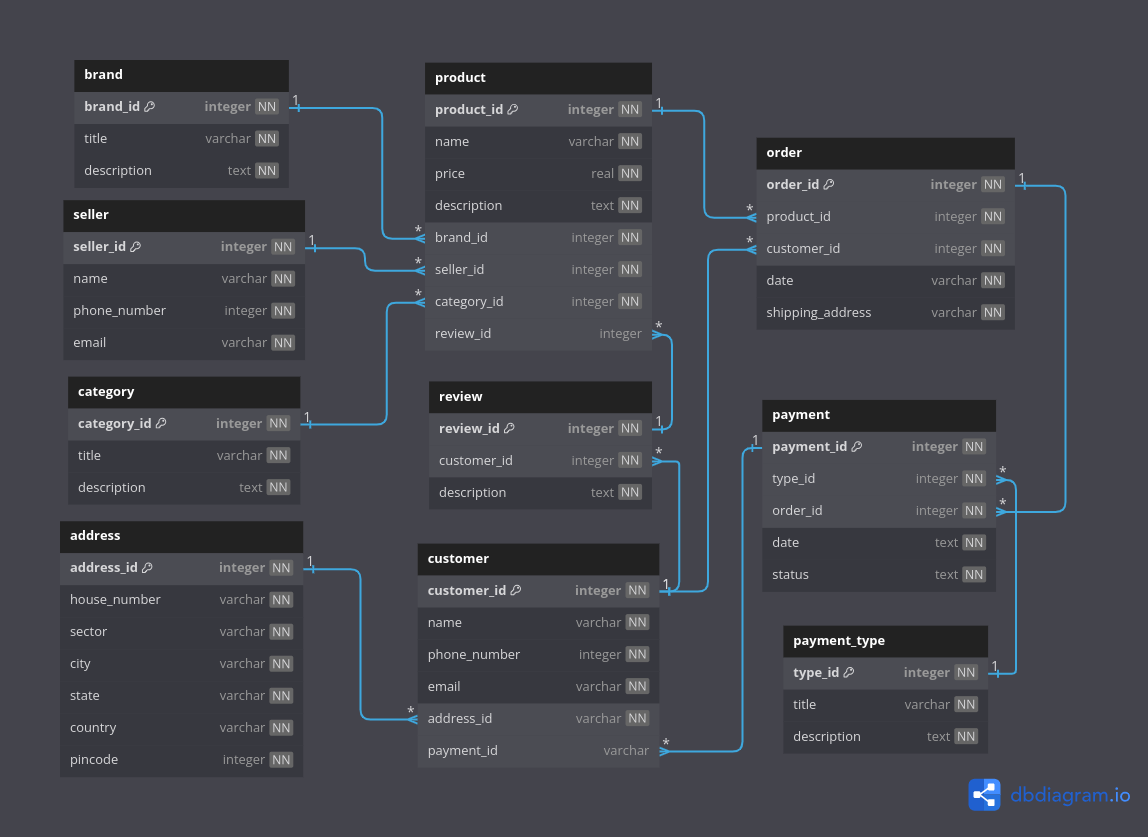 brand
brand_id integer NN
title varchar NN
description text NN
seller
seller_id integer NN
name varchar NN
phone_number integer NN
email varchar NN
category
category_id integer NN
title varchar NN
description text NN
address
address_id integer NN
house_number varchar NN
sector varchar NN
city varchar NN
state varchar NN
country varchar NN
pincode integer NN
product
product_id integer NN
name varchar NN
price real NN
description text NN
brand_id integer NN
seller_id integer NN
category_id integer NN
review_id integer
review
review_id integer NN
customer_id integer NN
description text NN
customer
customer_id integer NN
name varchar NN
phone_number integer NN
email varchar NN
address_id varchar NN
payment_id varchar
order
order_id integer NN
product_id integer NN
customer_id integer NN
date varchar NN
shipping_address varchar NN
payment
payment_id integer NN
type_id integer NN
order_id integer NN
date text NN
status text NN
payment_type
type_id integer NN
title varchar NN
description text NN
1
*
1
*
1
*
1
*
1
*
1
*
*
1
*
1
*
1
*
1
*
dbdiagram.io